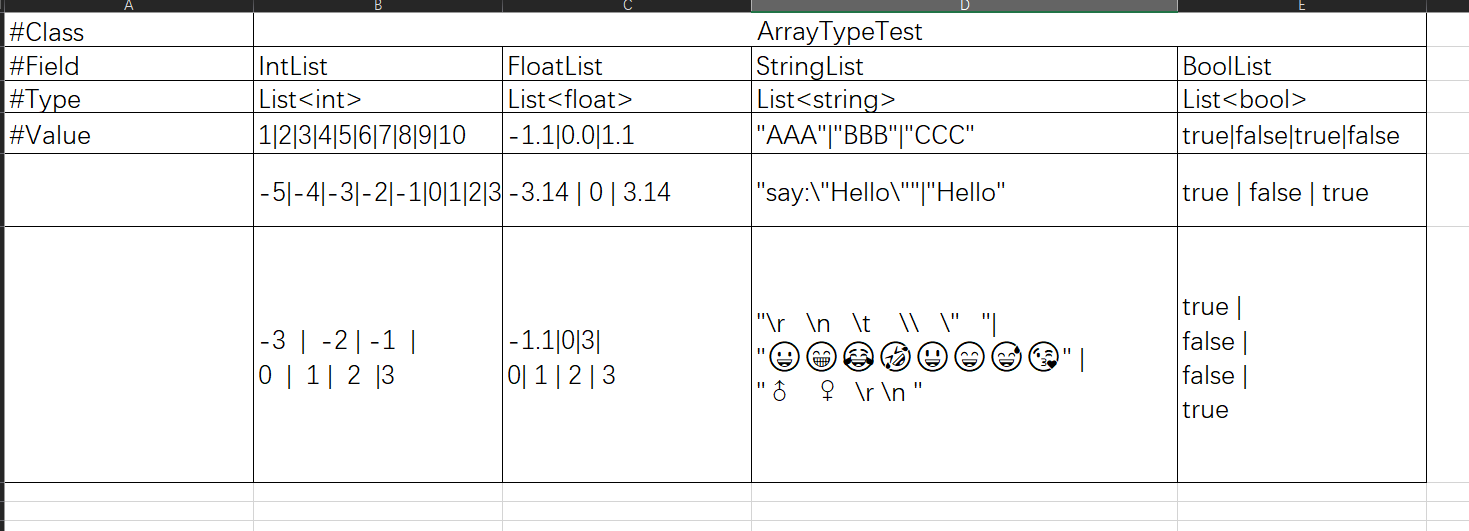 A B C D E
#Class ArrayTypeTest
#Field IntList FloatList StringList BoolList
#Type List<int> List<float> List<string> List<bool>
#Value 1|2|3|4|5|6|7|8|9|10 -1.1|0.0|1.1 "AAA"|"BBB"|"CCC" true|false|true|false
-5|-4|-3|-2|-1|0|1|2|3 -3.14 | 0 | 3.14 "say:\"Hello\""|"Hello" true | false | true
-3 | -2 | -1 |
0 | 1 | 2 |3
-1.1|0|3|
0| 1 | 2 | 3
"\r \n \t \\ \" "|
"😀😁😂🤣😃😄😅😘" |
"♂ ♀ \r \n "
true |
false |
false |
true